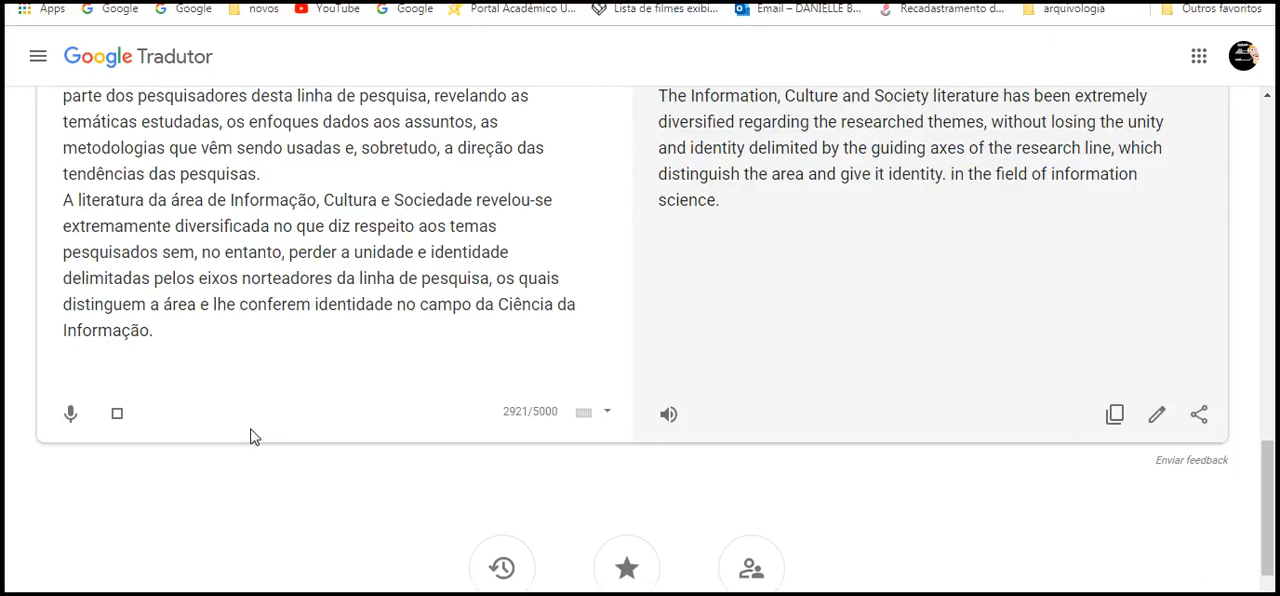 Apps Google Google novos YouTube Google Portal Acadêmico U... Lista de filmes exibi... Email – DANIELLE B... Recadastramento d... arquivologia Outros favoritos
Google Tradutor
parte dos pesquisadores desta linha de pesquisa, revelando as
temáticas estudadas, os enfoques dados aos assuntos, as
metodologias que vêm sendo usadas e, sobretudo, a direção das
tendências das pesquisas.
A literatura da área de Informação, Cultura e Sociedade revelou-se
extremamente diversificada no que diz respeito aos temas
pesquisados sem, no entanto, perder a unidade e identidade
delimitadas pelos eixos norteadores da linha de pesquisa, os quais
distinguem a área e lhe conferem identidade no campo da Ciência da
Informação.
2921/5000
The Information, Culture and Society literature has been extremely
diversified regarding the researched themes, without losing the unity
and identity delimited by the guiding axes of the research line, which
distinguish the area and give it identity. in the field of information
science.
Enviar feedback